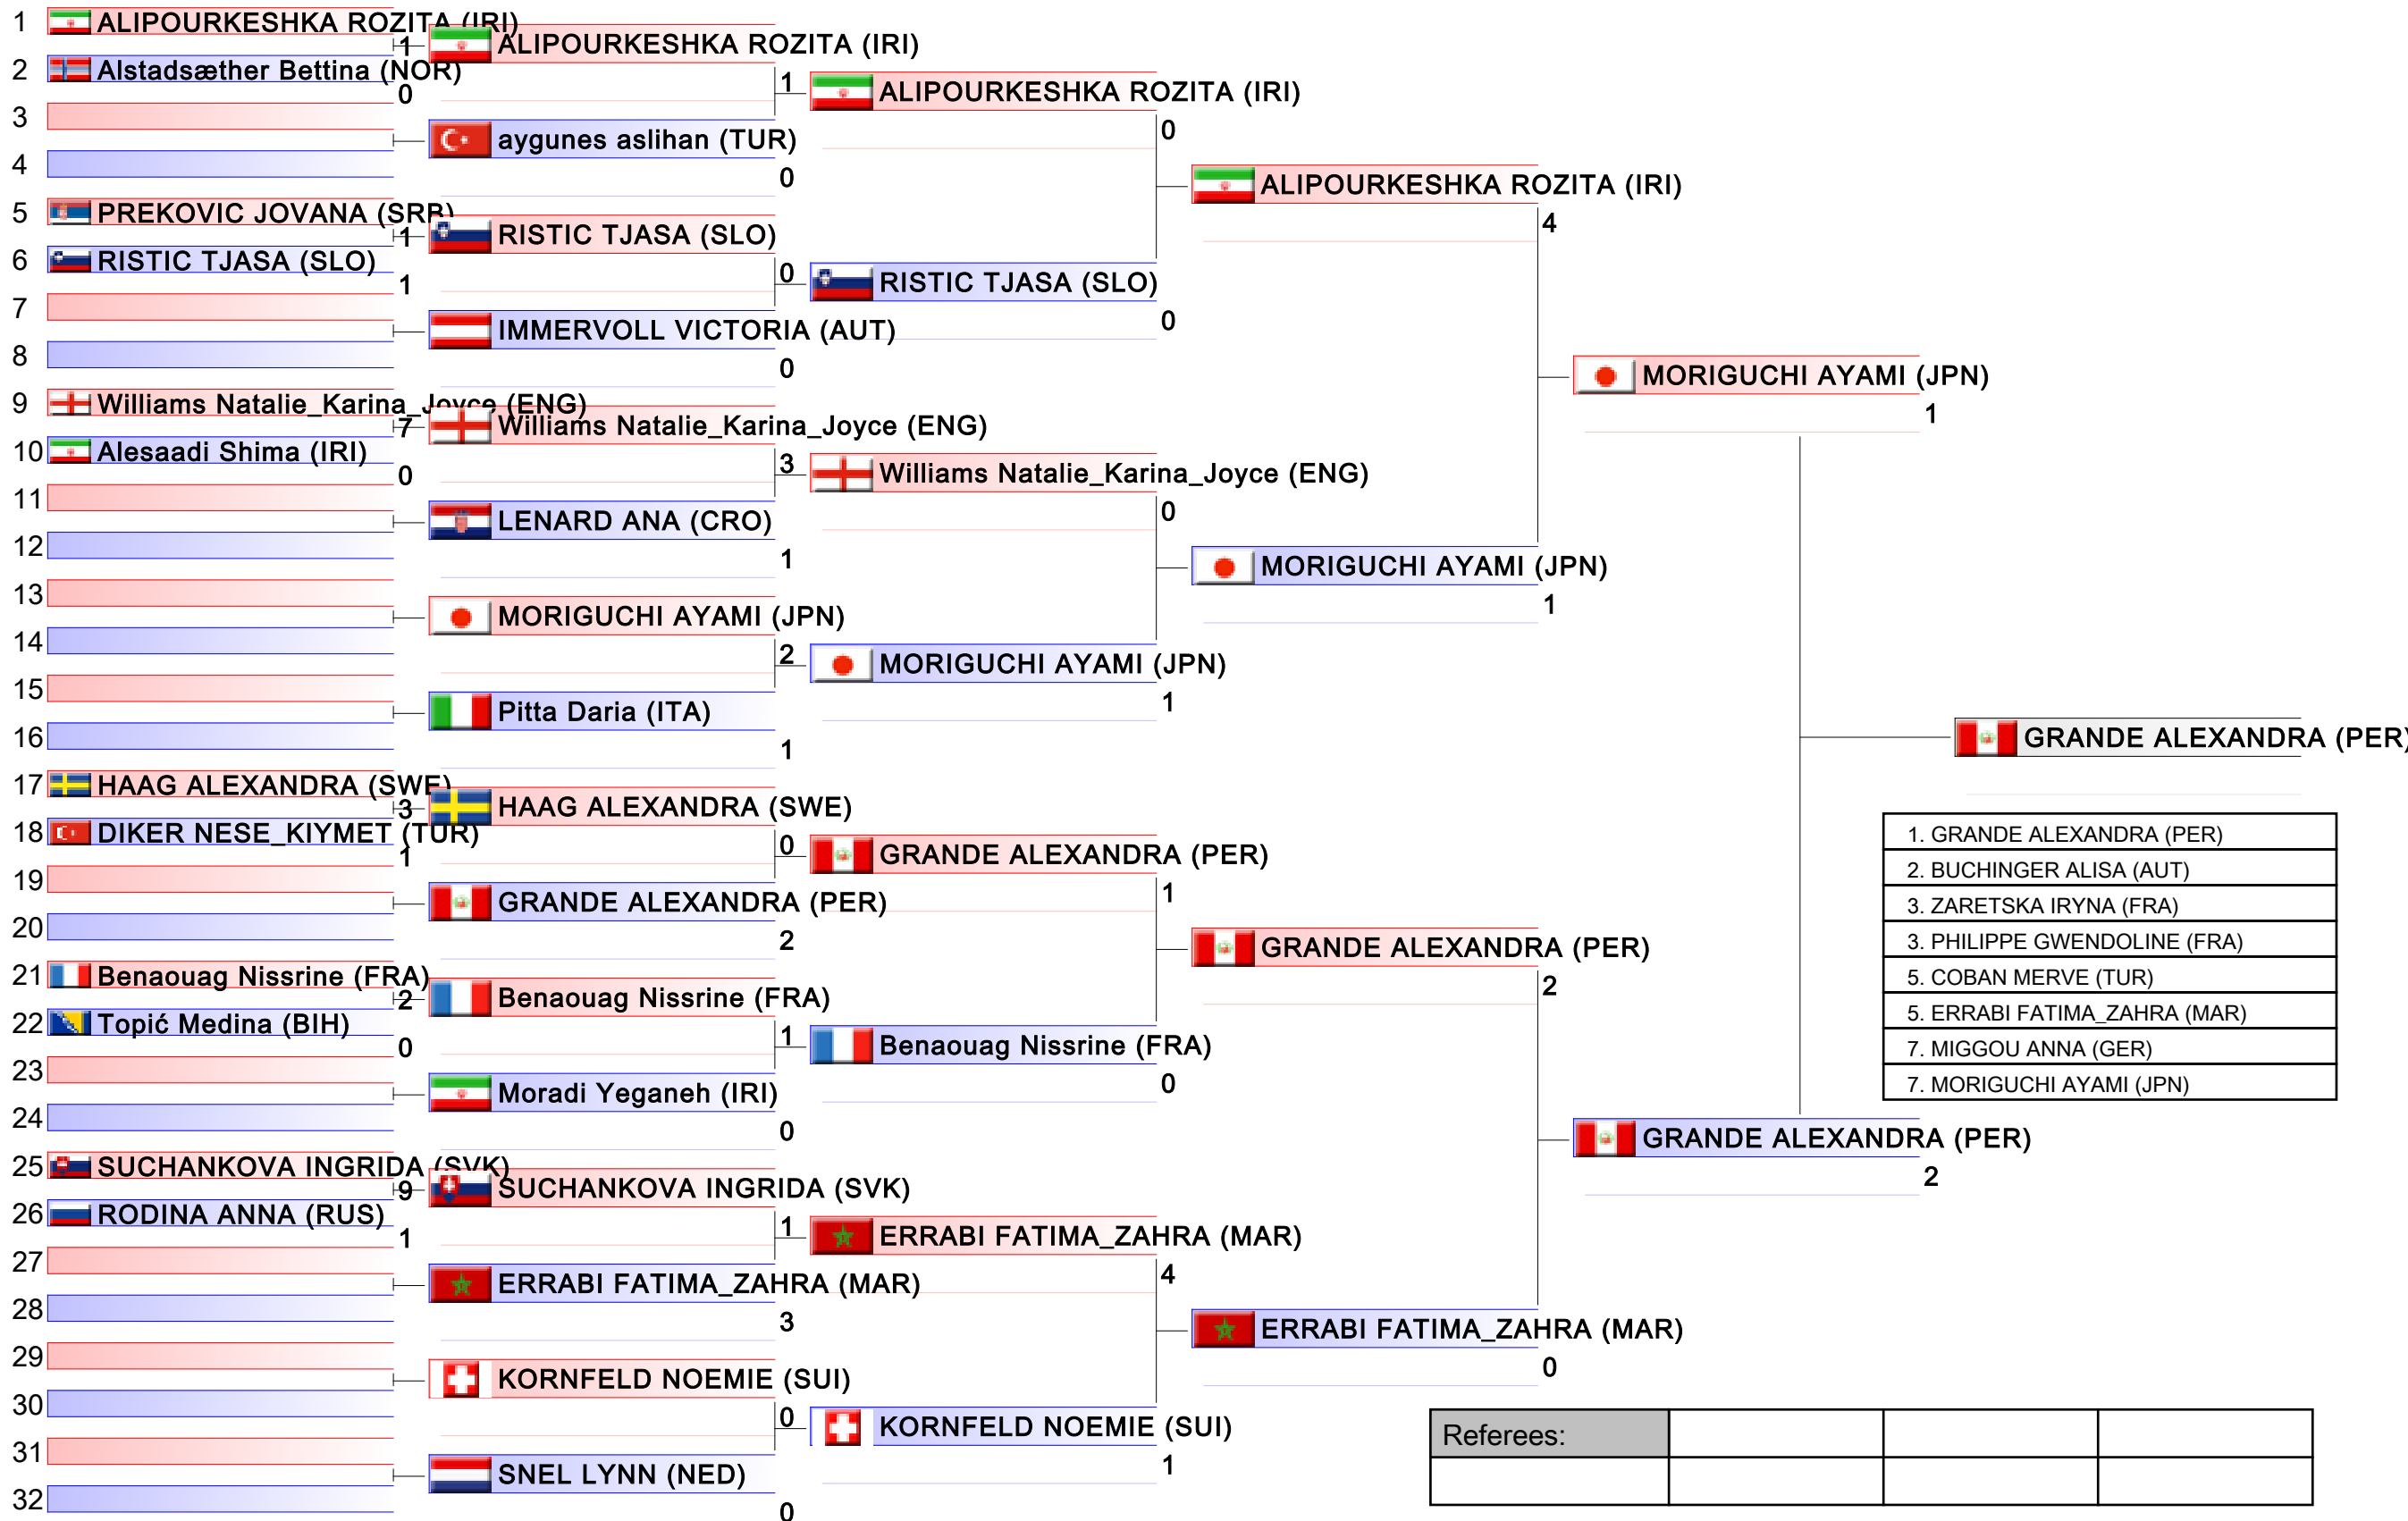 1 ALIPOURKESHKA ROZITA (IRI)
1
2 Alstadsæther Bettina (NOR)
0
3
4
5 PREKOVIC JOVANA (SRB)
1
6 RISTIC TJASA (SLO)
1
7
8
9 Williams Natalie_Karina_Joyce (ENG)
7
10 Alesaadi Shima (IRI)
0
11
12
13
14
15
16
17 HAAG ALEXANDRA (SWE)
3
18 DIKER NESE_KIYMET (TUR)
1
19
20
21 Benaouag Nissrine (FRA)
2
22 Topić Medina (BIH)
0
23
24
25 SUCHANKOVA INGRIDA (SVK)
9
26 RODINA ANNA (RUS)
1
27
28
29
30
31
32
ALIPOURKESHKA ROZITA (IRI)
1
aygunes aslihan (TUR)
0
RISTIC TJASA (SLO)
0
IMMERVOLL VICTORIA (AUT)
0
Williams Natalie_Karina_Joyce (ENG)
3
LENARD ANA (CRO)
1
MORIGUCHI AYAMI (JPN)
2
Pitta Daria (ITA)
1
HAAG ALEXANDRA (SWE)
0
GRANDE ALEXANDRA (PER)
2
Benaouag Nissrine (FRA)
1
Moradi Yeganeh (IRI)
0
SUCHANKOVA INGRIDA (SVK)
1
ERRABI FATIMA_ZAHRA (MAR)
3
KORNFELD NOEMIE (SUI)
0
SNEL LYNN (NED)
0
ALIPOURKESHKA ROZITA (IRI)
0
RISTIC TJASA (SLO)
0
Williams Natalie_Karina_Joyce (ENG)
0
MORIGUCHI AYAMI (JPN)
1
GRANDE ALEXANDRA (PER)
1
Benaouag Nissrine (FRA)
0
ERRABI FATIMA_ZAHRA (MAR)
4
KORNFELD NOEMIE (SUI)
1
ALIPOURKESHKA ROZITA (IRI)
4
MORIGUCHI AYAMI (JPN)
1
GRANDE ALEXANDRA (PER)
2
ERRABI FATIMA_ZAHRA (MAR)
0
MORIGUCHI AYAMI (JPN)
1
GRANDE ALEXANDRA (PER)
2
GRANDE ALEXANDRA (PER)
1. GRANDE ALEXANDRA (PER)
2. BUCHINGER ALISA (AUT)
3. ZARETSKA IRYNA (FRA)
3. PHILIPPE GWENDOLINE (FRA)
5. COBAN MERVE (TUR)
5. ERRABI FATIMA_ZAHRA (MAR)
7. MIGGOU ANNA (GER)
7. MORIGUCHI AYAMI (JPN)
Referees: